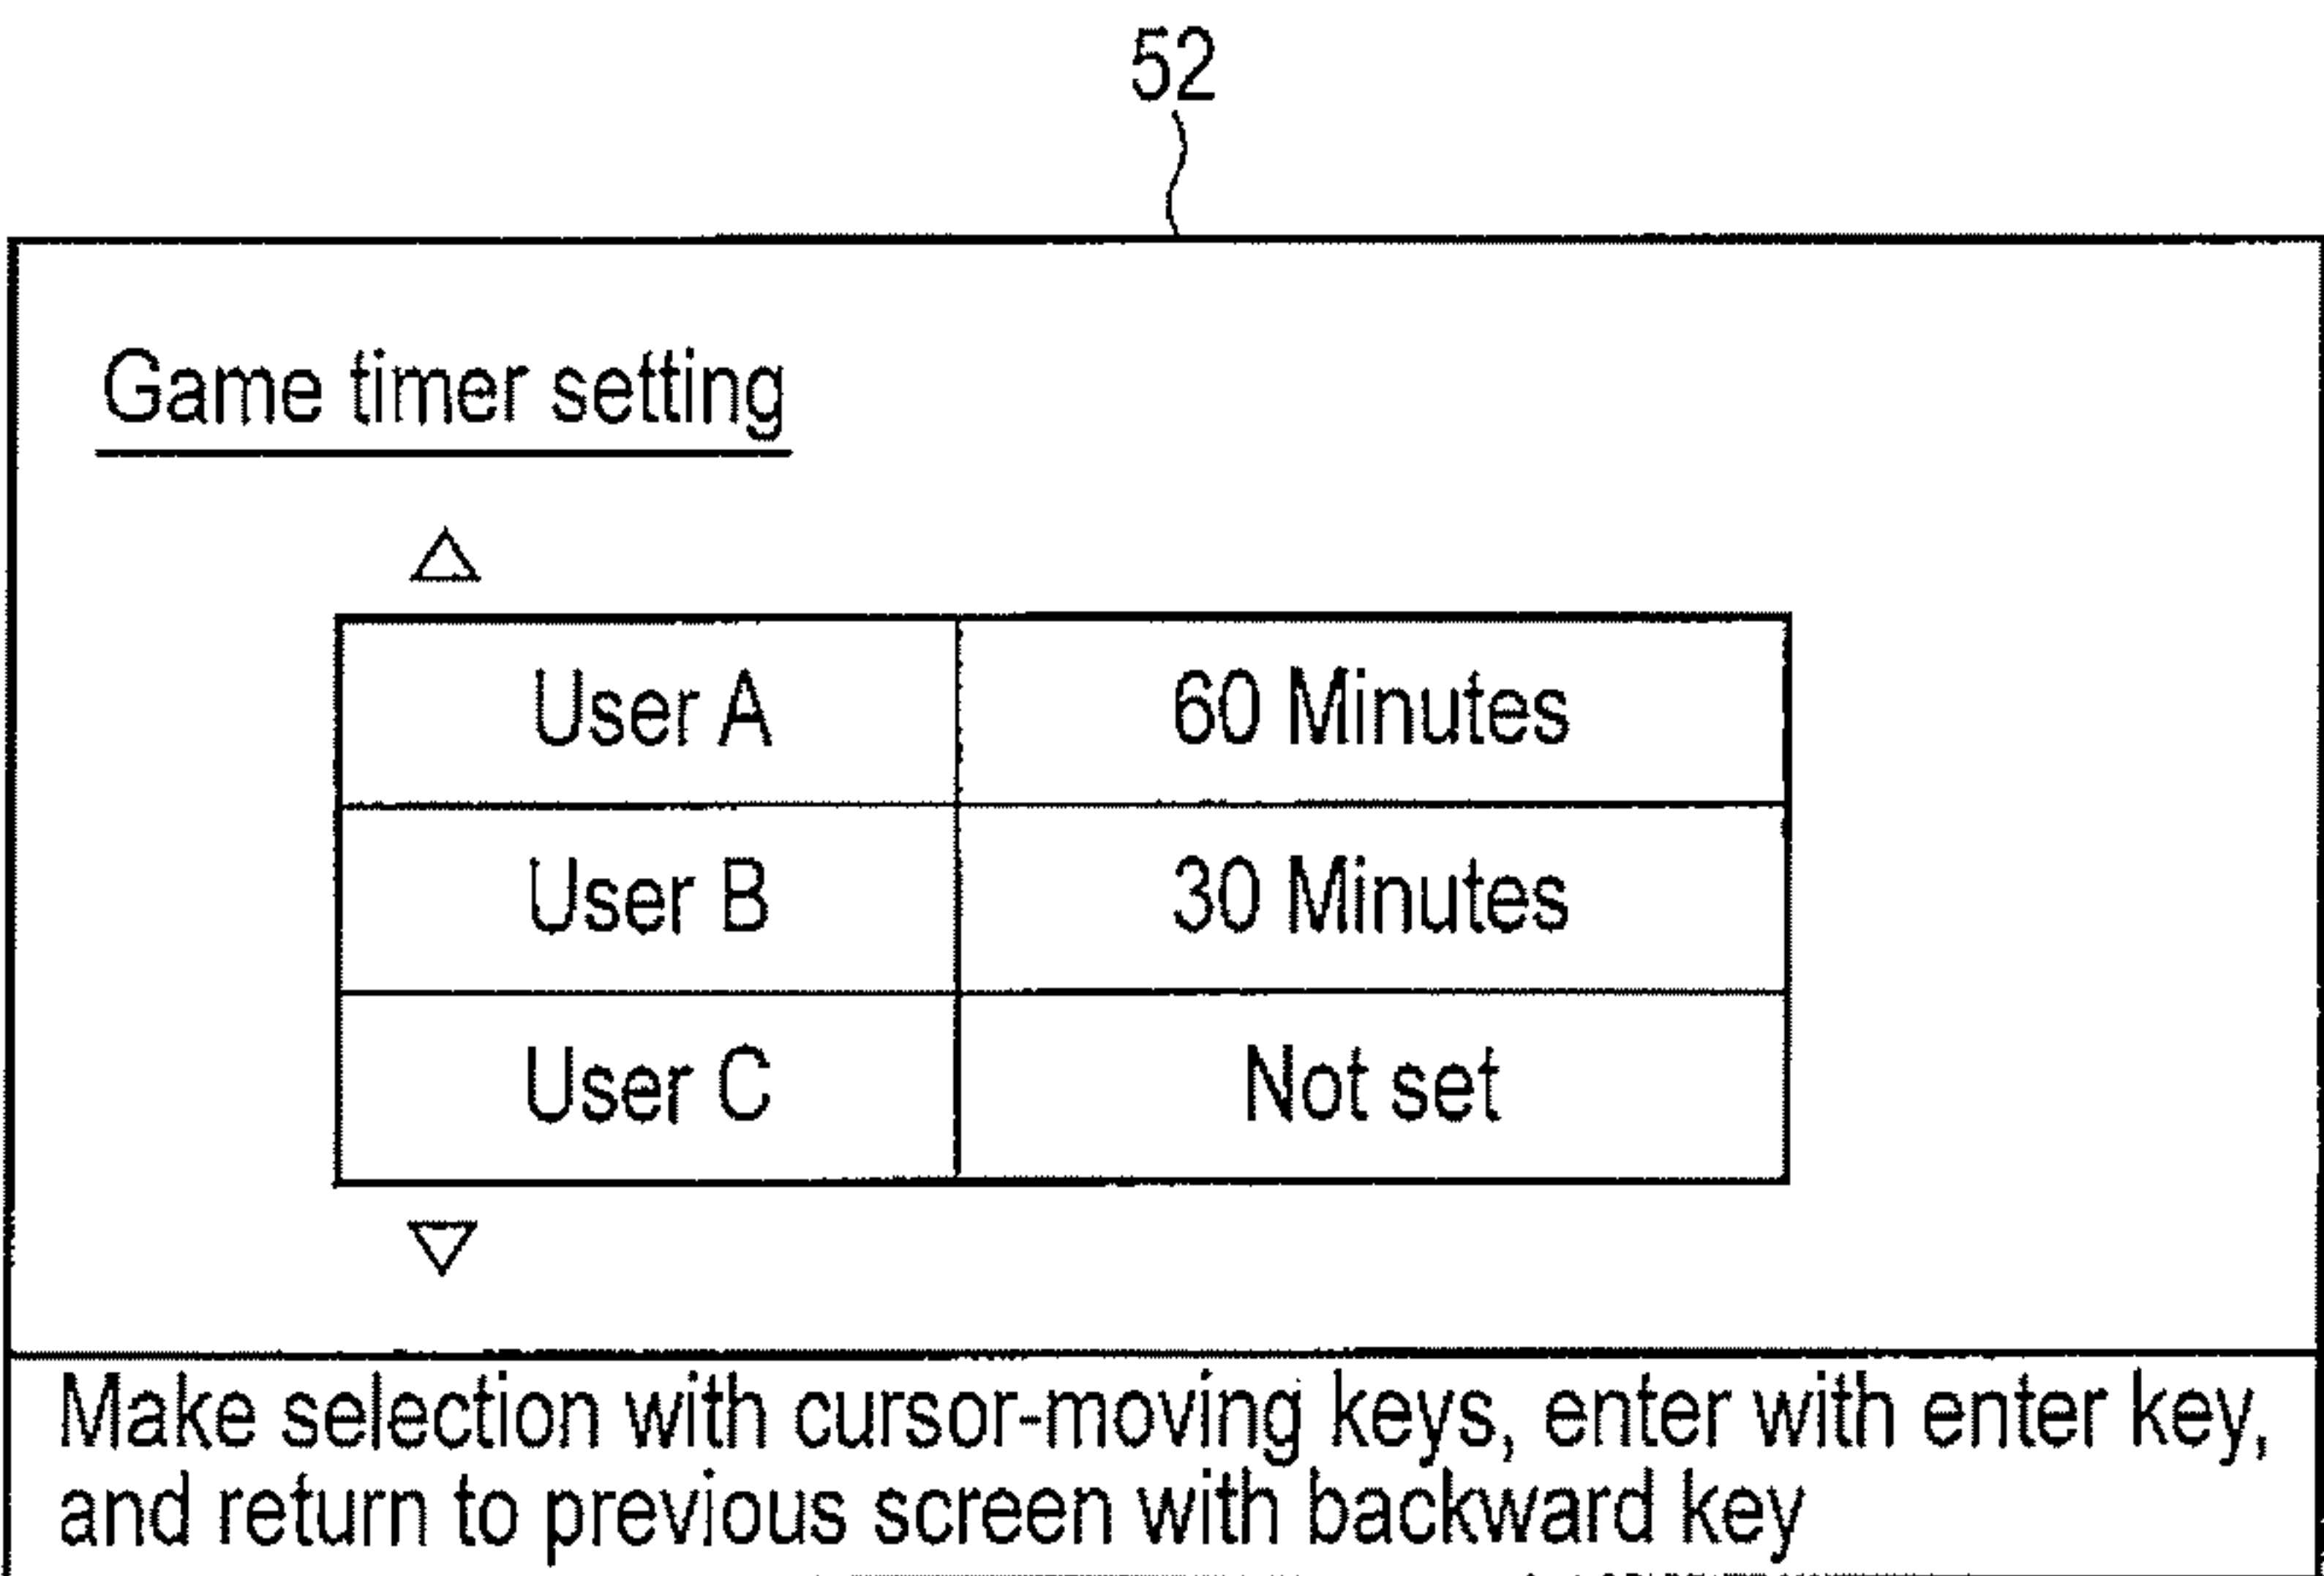 52
Game timer setting
User A 60 Minutes
User B 30 Minutes
User C Not set
Make selection with cursor-moving keys, enter with enter key,
and return to previous screen with backward key